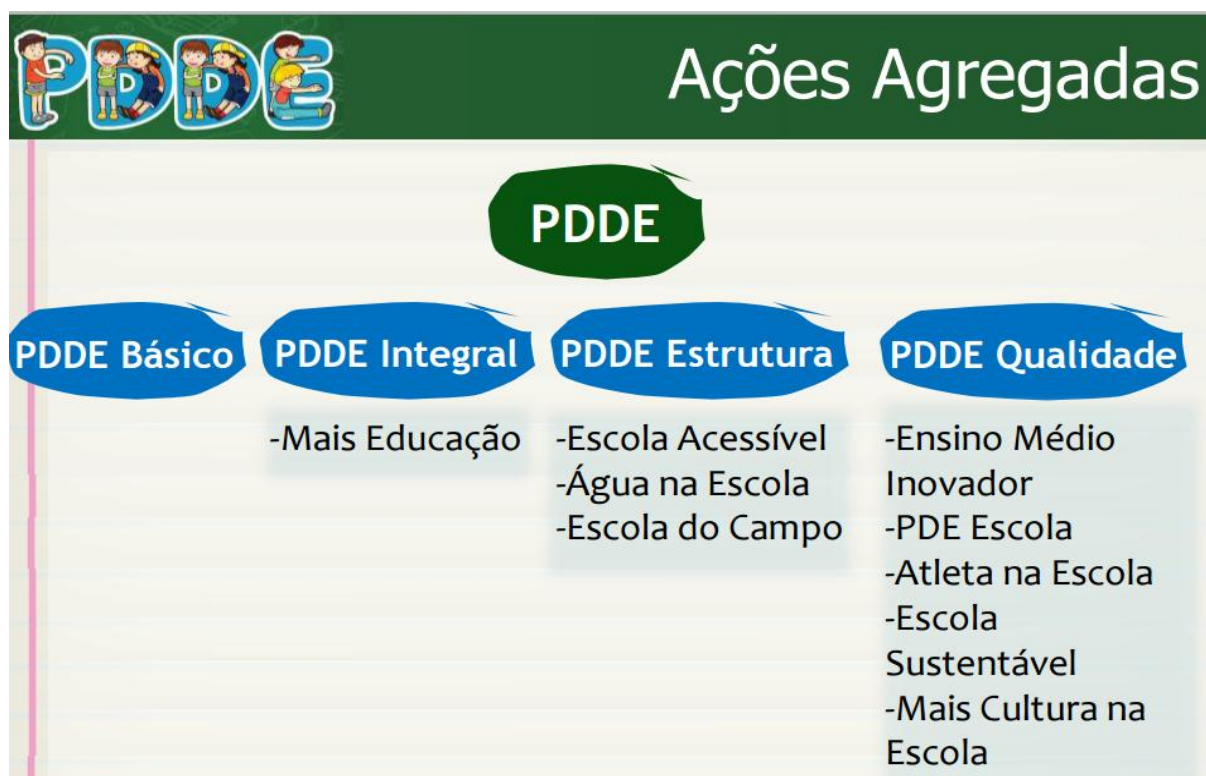 PDDE
Ações Agregadas
PDDE
PDDE Básico
PDDE Integral
PDDE Estrutura
PDDE Qualidade
-Mais Educação
-Escola Acessível
-Água na Escola
-Escola do Campo
-Ensino Médio
Inovador
-PDE Escola
-Atleta na Escola
-Escola
Sustentável
-Mais Cultura na
Escola